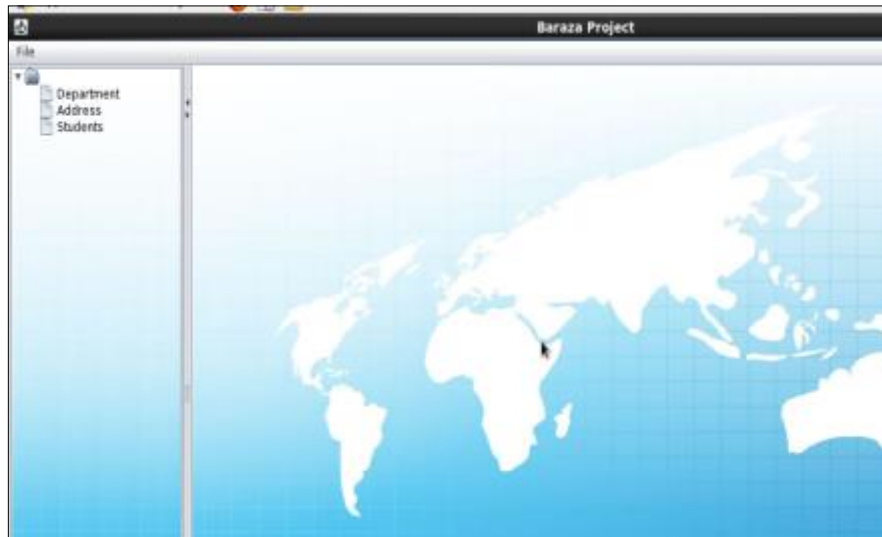 Baraza Project
File
Department
Address
Students